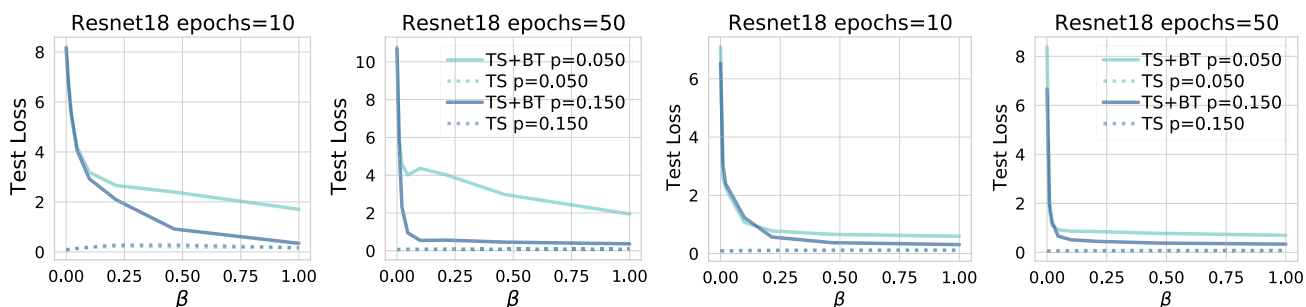 Resnet18 epochs=10
Test Loss
8
6
4
2
0
0.00 0.25 0.50 0.75 1.00
β
Resnet18 epochs=50
Test Loss
10
8
6
4
2
0
TS+BT p=0.050
TS p=0.050
TS+BT p=0.150
TS p=0.150
0.00 0.25 0.50 0.75 1.00
β
Resnet18 epochs=10
Test Loss
6
4
2
0
0.00 0.25 0.50 0.75 1.00
β
Resnet18 epochs=50
Test Loss
8
6
4
2
0
TS+BT p=0.050
TS p=0.050
TS+BT p=0.150
TS p=0.150
0.00 0.25 0.50 0.75 1.00
β